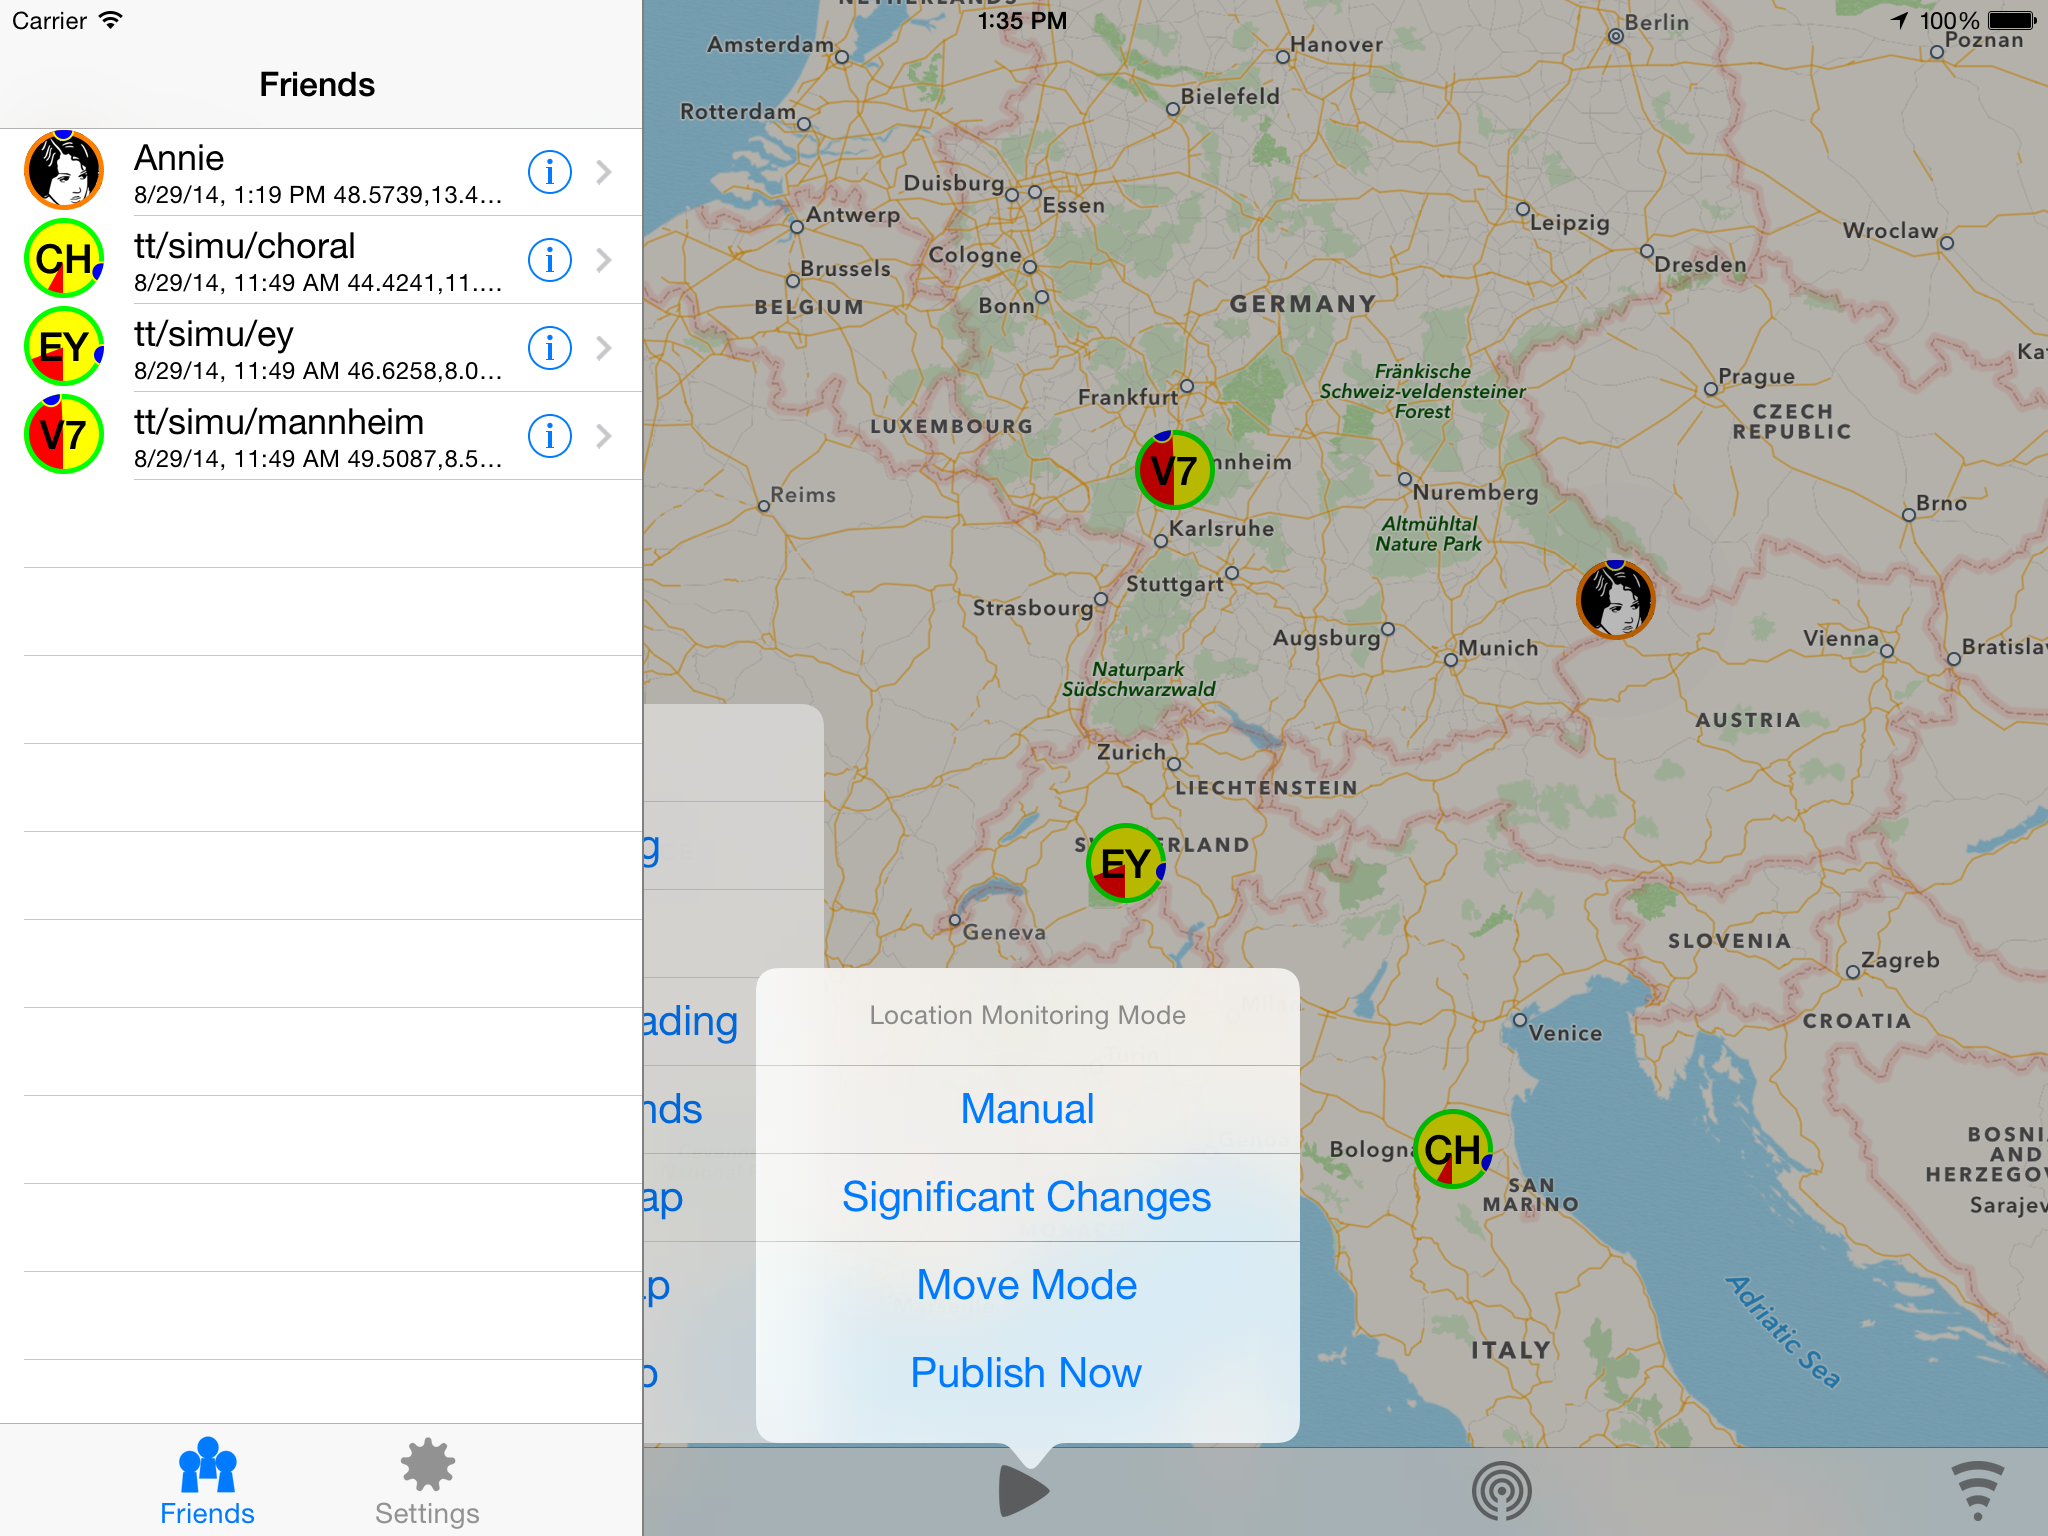 Carrier
1:35 PM
100%
Friends
Annie
8/29/14, 1:19 PM 48.5739,13.4...
CH
tt/simu/choral
8/29/14, 11:49 AM 44.4241,11....
EY
tt/simu/ey
8/29/14, 11:49 AM 46.6258,8.0...
V7
tt/simu/mannheim
8/29/14, 11:49 AM 49.5087,8.5...
Friends
Settings
Amsterdam
Hanover
Berlin
Poznan
Bielefeld
Rotterdam
Duisburg
Essen
Antwerp
Leipzig
Wroclaw
Cologne
Brussels
Dresden
Bonn
BELGIUM
GERMANY
Fränkische
Schweiz-veldensteiner
Forest
Frankfurt
Prague
CZECH
REPUBLIC
LUXEMBOURG
V7
nnheim
Reims
Nuremberg
Brno
Karlsruhe
Altmühltal
Nature Park
Stuttgart
Strasbourg
Augsburg
Munich
Vienna
Bratisla
Naturpark
Südschwarzwald
AUSTRIA
Zurich
LIECHTENSTEIN
EY
ERLAND
Geneva
SLOVENIA
Zagreb
CROATIA
Venice
Bologna
CH
SAN
MARINO
BOSNI
AND
HERZEGO
Sarajev
ITALY
Adriatic Sea
g
ading
nds
ap
p
Location Monitoring Mode
Manual
Significant Changes
Move Mode
Publish Now